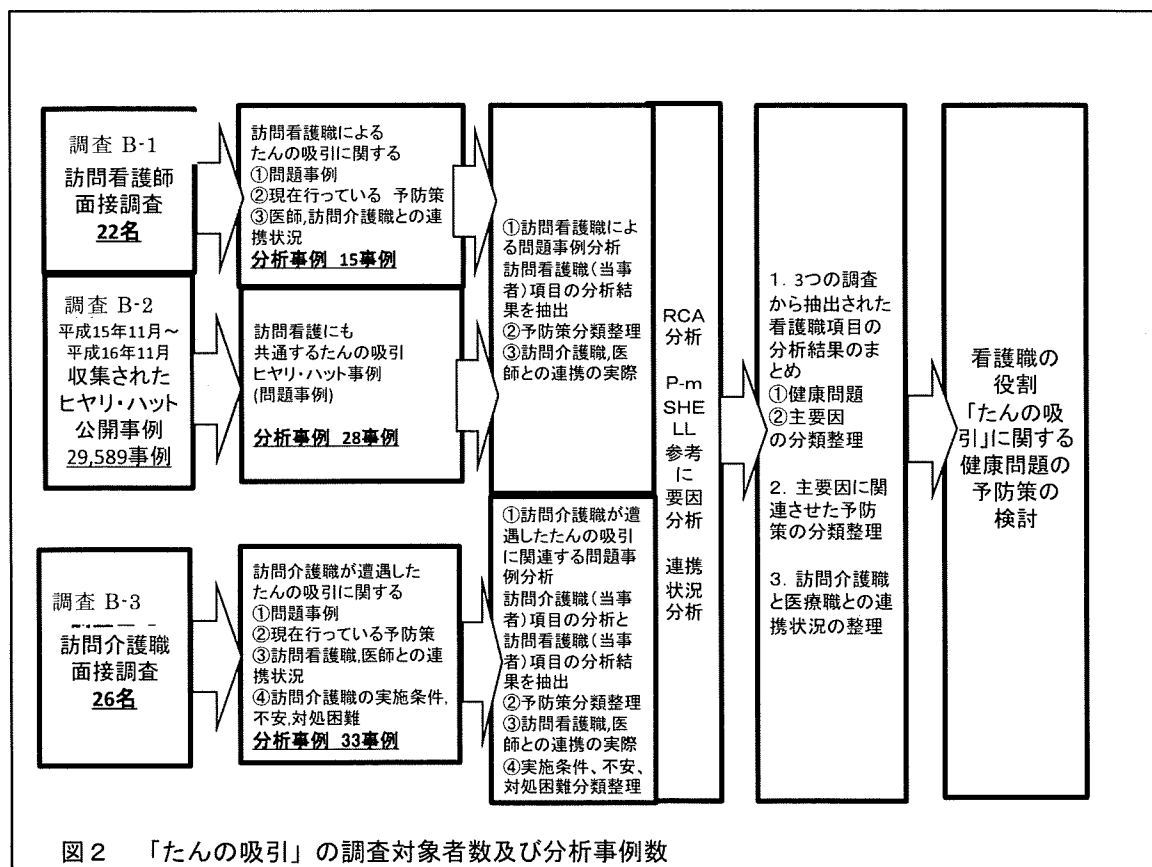 調査 B-1
訪問看護師
面接調査
22名
訪問看護職による
たんの吸引に関する
①問題事例
②現在行っている 予防策
③医師,訪問介護職との連
携状況
分析事例 15事例
調査 B-2
平成15年11月～
平成16年11月
収集された
ヒヤリ・ハット
公開事例
29,589事例
訪問看護にも
共通するたんの吸引
ヒヤリ・ハット事例
(問題事例)
分析事例 28事例
①訪問看護職によ
る問題事例分析
訪問看護職(当事
者)項目の分析結
果を抽出
②予防策分類整理
③訪問介護職,医
師との連携の実際
調査 B-3
訪問介護職
面接調査
26名
訪問介護職が遭遇した
たんの吸引に関する
①問題事例
②現在行っている予防策
③訪問看護職,医師との連
携状況
④訪問介護職の実施条件,
不安,対処困難
分析事例 33事例
①訪問介護職が遭
遇したたんの吸引
に関連する問題事
例分析
訪問介護職(当事
者)項目の分析と
訪問看護職(当事
者)項目の分析結
果を抽出
②予防策分類整理
③訪問看護職,医
師との連携の実際
④実施条件、不安、
対処困難分類整理
RCA
分析
P-m
SHE
LL
参考
に
要因
分析
連携
状況
分析
1. 3つの調査
から抽出された
看護職項目の
分析結果のま
とめ
①健康問題
②主要因
の分類整理
2. 主要因に関
連させた予防
策の分類整理
3. 訪問介護職
と医療職との連
携状況の整理
看護職の
役割
「たんの吸
引」に関する
健康問題の
予防策の
検討
図2 「たんの吸引」の調査対象者数及び分析事例数